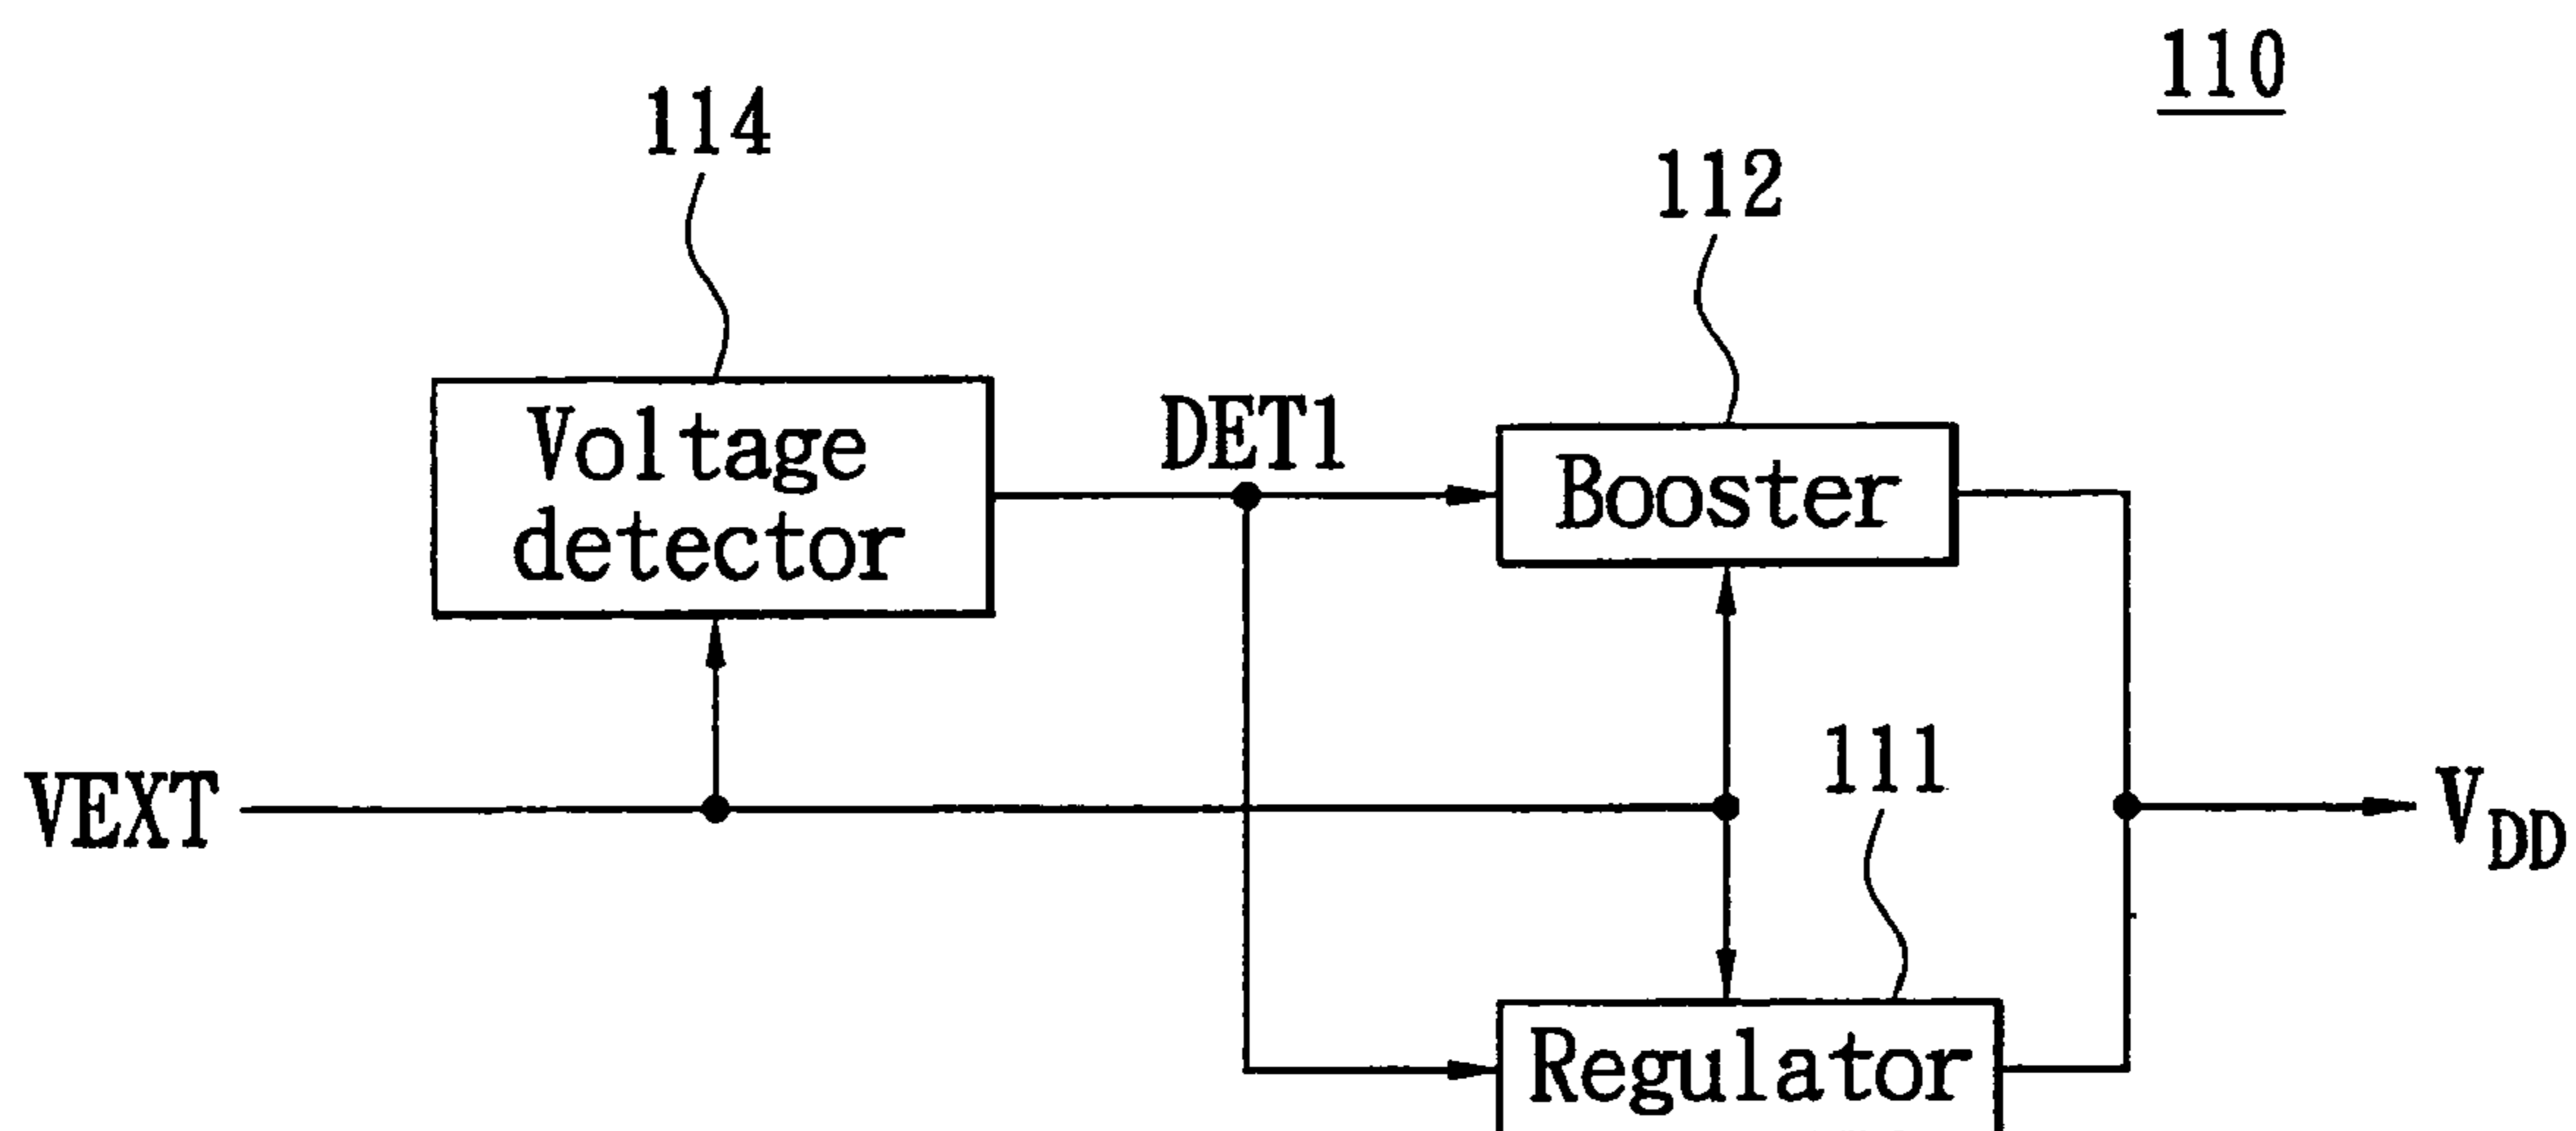 110
114
112
Voltage
detector
DET1
Booster
111
VEXT
VDD
Regulator